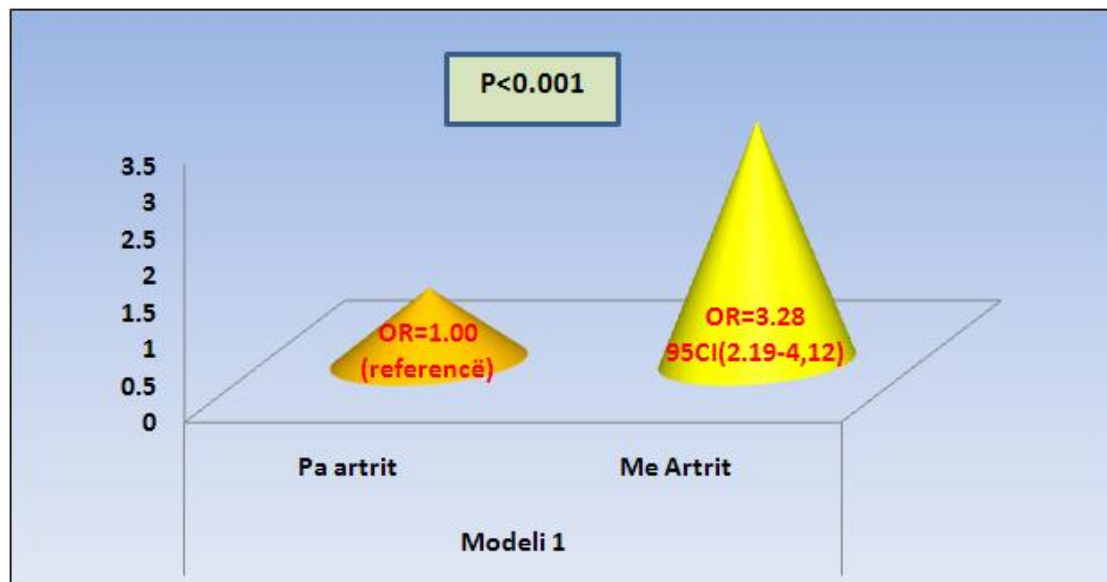 P<0.001
3.5
3
2.5
2
1.5
1
0.5
0
OR=1.00
(referencë)
OR=3.28
95CI(2.19-4,12)
Pa artrit
Me Artrit
Modeli 1